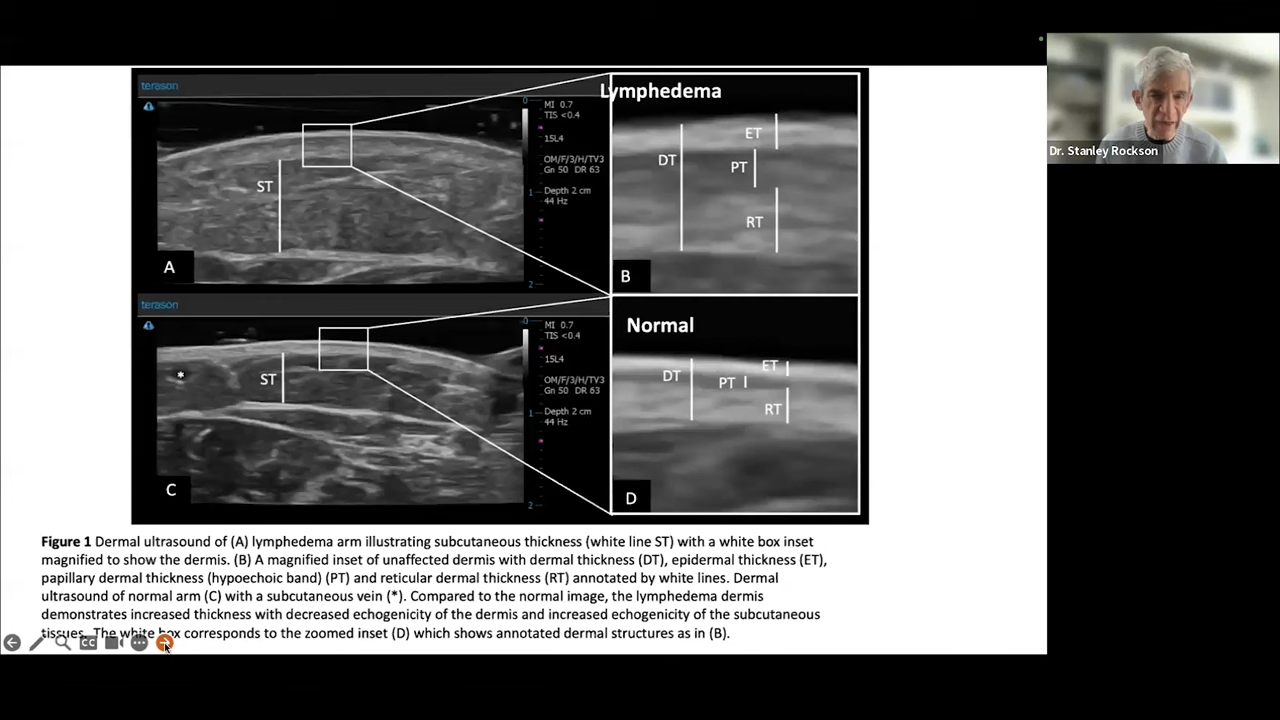 terason
MI 0.7
TIS <0.4
15L4
OM/F/3/H/TV3
Gn 50 DR 63
Depth 2 cm
44 Hz
0
1
2
ST
A
Lymphedema
ET
DT
PT
RT
B
terason
MI 0.7
TIS <0.4
15L4
OM/F/3/H/TV3
Gn 50 DR 63
Depth 2 cm
44 Hz
0
1
2
*
ST
C
Normal
ET
DT
PT
RT
D
Dr. Stanley Rockson
Figure 1 Dermal ultrasound of (A) lymphedema arm illustrating subcutaneous thickness (white line ST) with a white box inset
magnified to show the dermis. (B) A magnified inset of unaffected dermis with dermal thickness (DT), epidermal thickness (ET),
papillary dermal thickness (hypoechoic band) (PT) and reticular dermal thickness (RT) annotated by white lines. Dermal
ultrasound of normal arm (C) with a subcutaneous vein (*). Compared to the normal image, the lymphedema dermis
demonstrates increased thickness with decreased echogenicity of the dermis and increased echogenicity of the subcutaneous
tissues. The white box corresponds to the zoomed inset (D) which shows annotated dermal structures as in (B).
CC